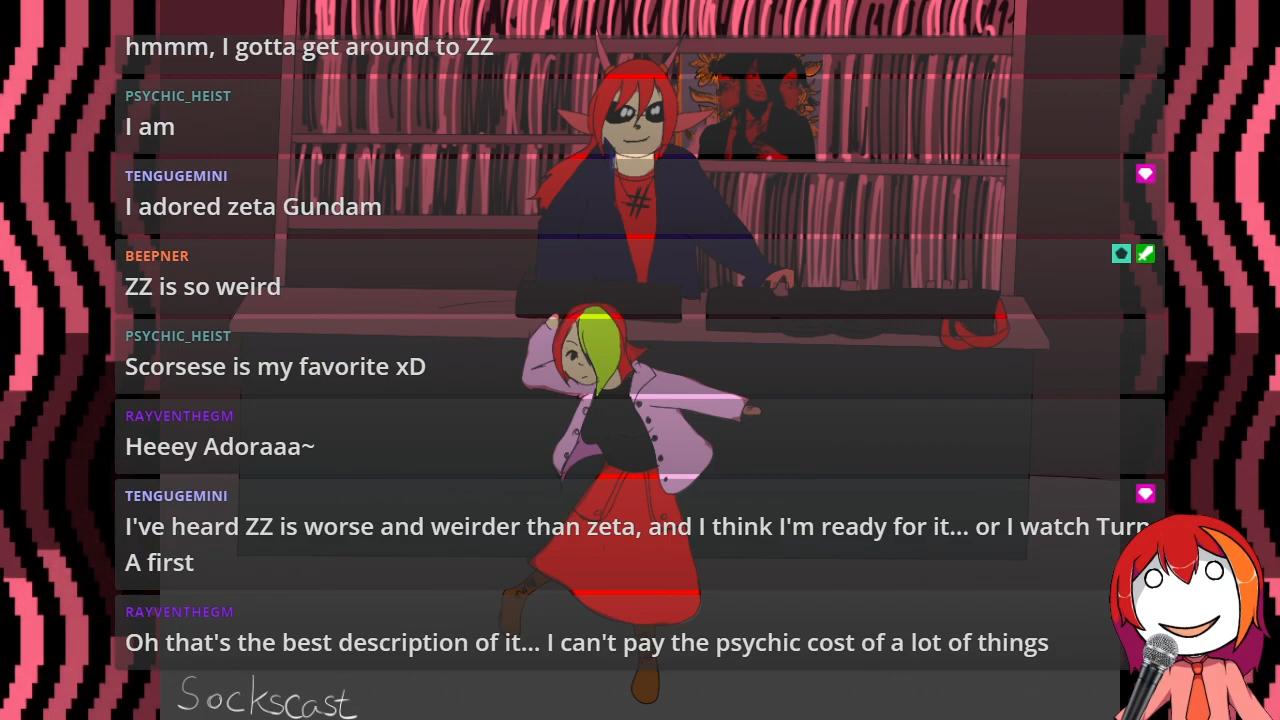 hmmm, I gotta get around to ZZ
PSYCHIC_HEIST
I am
TENGUGEMINI
I adored zeta Gundam
BEEPNER
ZZ is so weird
PSYCHIC_HEIST
Scorsese is my favorite xD
RAYVENTHEGM
Heeey Adoraaa~
TENGUGEMINI
I've heard ZZ is worse and weirder than zeta, and I think I'm ready for it... or I watch Turn
A first
RAYVENTHEGM
Oh that's the best description of it... I can't pay the psychic cost of a lot of things
Sockscast